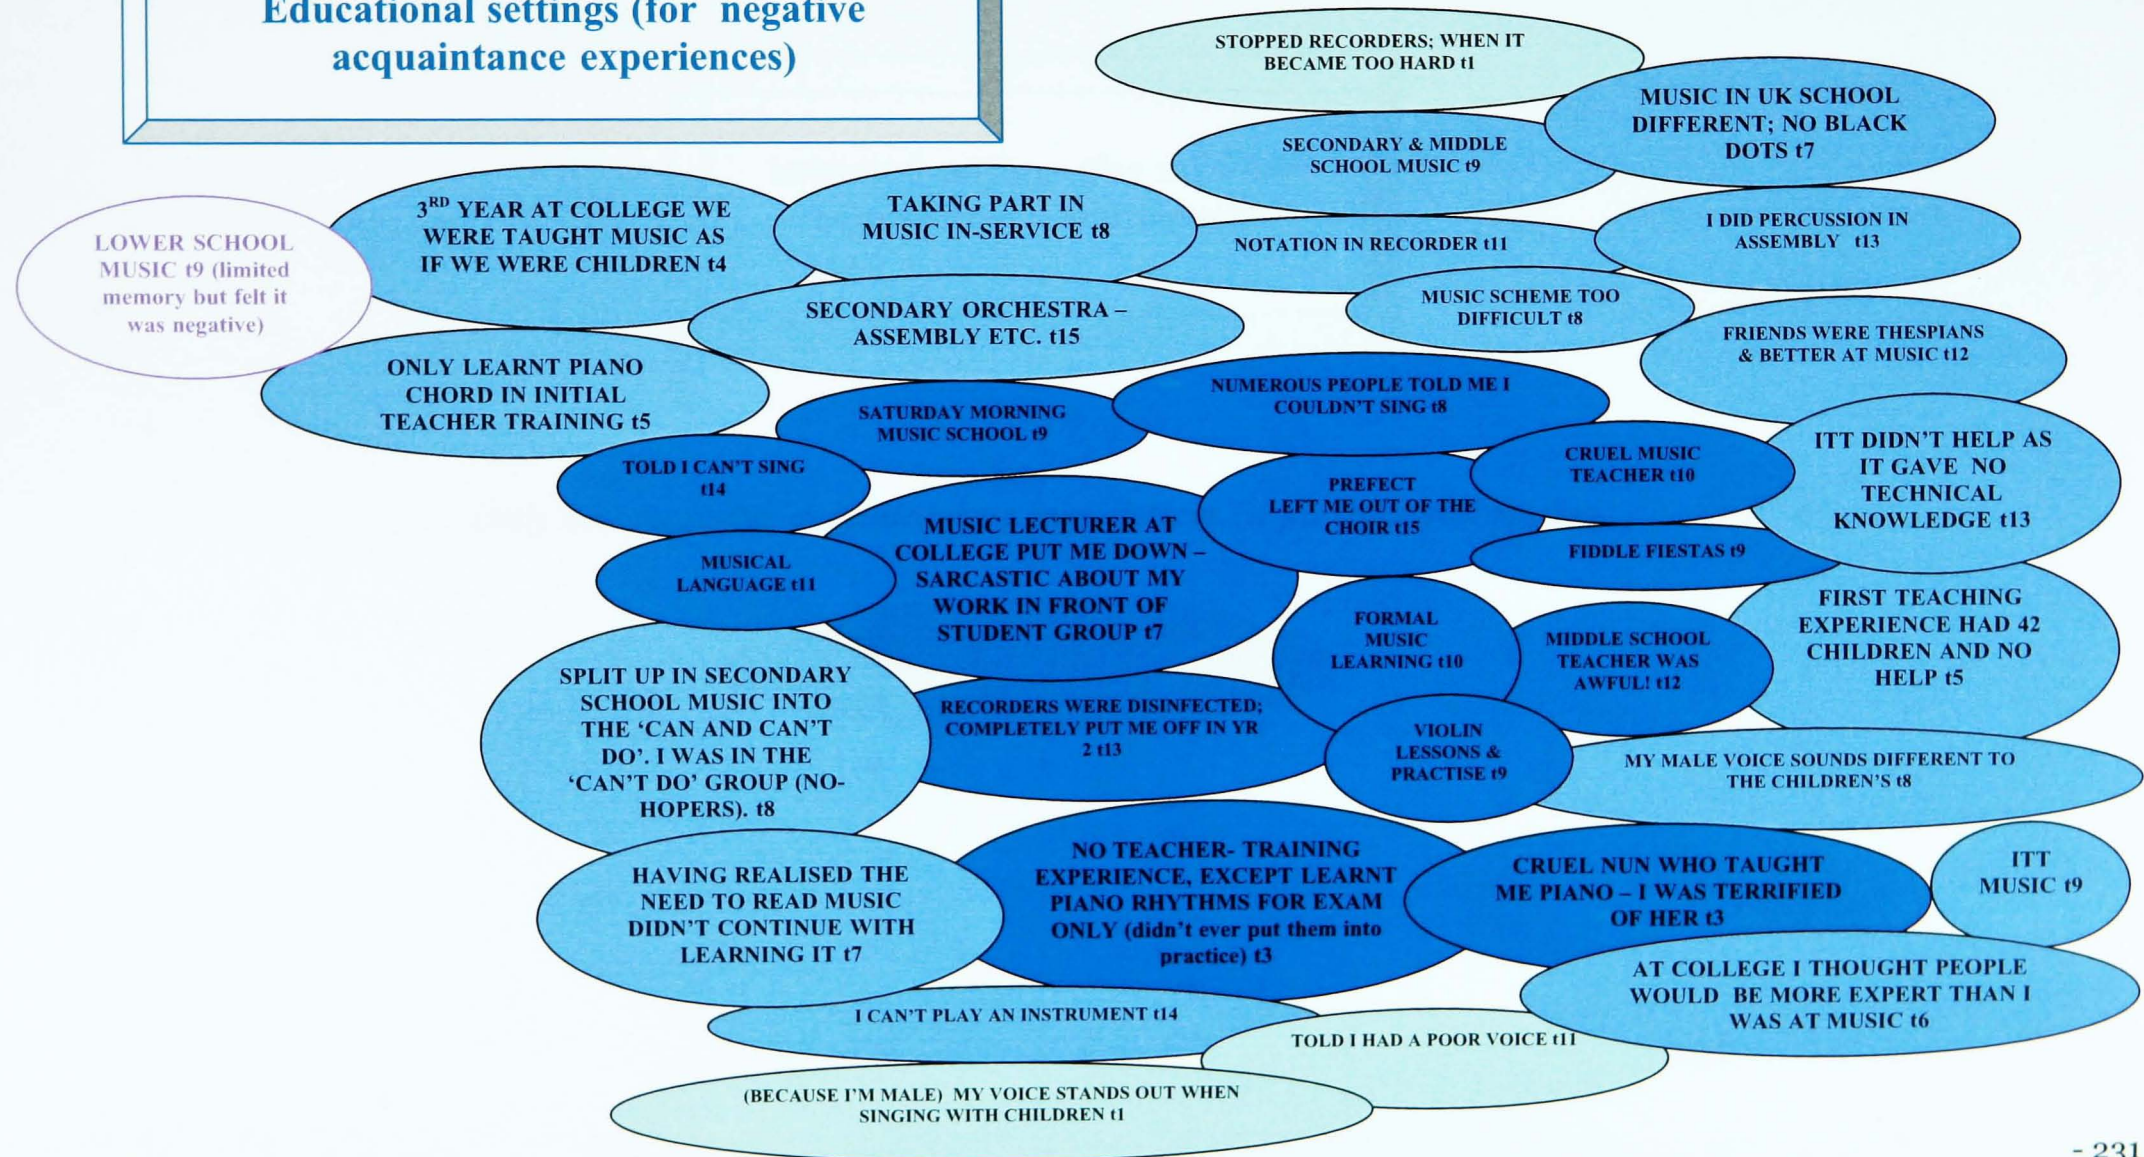 Educational settings (for negative
acquaintance experiences)
STOPPED RECORDERS; WHEN IT
BECAME TOO HARD t1
MUSIC IN UK SCHOOL
DIFFERENT; NO BLACK
DOTS t7
SECONDARY & MIDDLE
SCHOOL MUSIC t9
3RD YEAR AT COLLEGE WE
WERE TAUGHT MUSIC AS
IF WE WERE CHILDREN t4
TAKING PART IN
MUSIC IN-SERVICE t8
NOTATION IN RECORDER t11
I DID PERCUSSION IN
ASSEMBLY t13
LOWER SCHOOL
MUSIC t9 (limited
memory but felt it
was negative)
SECONDARY ORCHESTRA –
ASSEMBLY ETC. t15
MUSIC SCHEME TOO
DIFFICULT t8
FRIENDS WERE THESPIANS
& BETTER AT MUSIC t12
ONLY LEARNT PIANO
CHORD IN INITIAL
TEACHER TRAINING t5
SATURDAY MORNING
MUSIC SCHOOL t9
NUMEROUS PEOPLE TOLD ME I
COULDN'T SING t8
CRUEL MUSIC
TEACHER t10
ITT DIDN'T HELP AS
IT GAVE NO
TECHNICAL
KNOWLEDGE t13
TOLD I CAN'T SING
t14
PREFECT
LEFT ME OUT OF THE
CHOIR t15
MUSIC LECTURER AT
COLLEGE PUT ME DOWN –
SARCASTIC ABOUT MY
WORK IN FRONT OF
STUDENT GROUP t7
FIDDLE FIESTAS t9
MUSICAL
LANGUAGE t11
FORMAL
MUSIC
LEARNING t10
MIDDLE SCHOOL
TEACHER WAS
AWFUL! t12
FIRST TEACHING
EXPERIENCE HAD 42
CHILDREN AND NO
HELP t5
SPLIT UP IN SECONDARY
SCHOOL MUSIC INTO
THE ‘CAN AND CAN'T
DO’. I WAS IN THE
‘CAN'T DO’ GROUP (NO-
HOPERS). t8
RECORDERS WERE DISINFECTED;
COMPLETELY PUT ME OFF IN YR
2 t13
VIOLIN
LESSONS &
PRACTISE t9
MY MALE VOICE SOUNDS DIFFERENT TO
THE CHILDREN'S t8
HAVING REALISED THE
NEED TO READ MUSIC
DIDN'T CONTINUE WITH
LEARNING IT t7
NO TEACHER- TRAINING
EXPERIENCE, EXCEPT LEARNT
PIANO RHYTHMS FOR EXAM
ONLY (didn't ever put them into
practice) t3
CRUEL NUN WHO TAUGHT
ME PIANO – I WAS TERRIFIED
OF HER t3
ITT
MUSIC t9
AT COLLEGE I THOUGHT PEOPLE
WOULD BE MORE EXPERT THAN I
WAS AT MUSIC t6
I CAN'T PLAY AN INSTRUMENT t14
TOLD I HAD A POOR VOICE t11
(BECAUSE I'M MALE) MY VOICE STANDS OUT WHEN
SINGING WITH CHILDREN t1
- 231